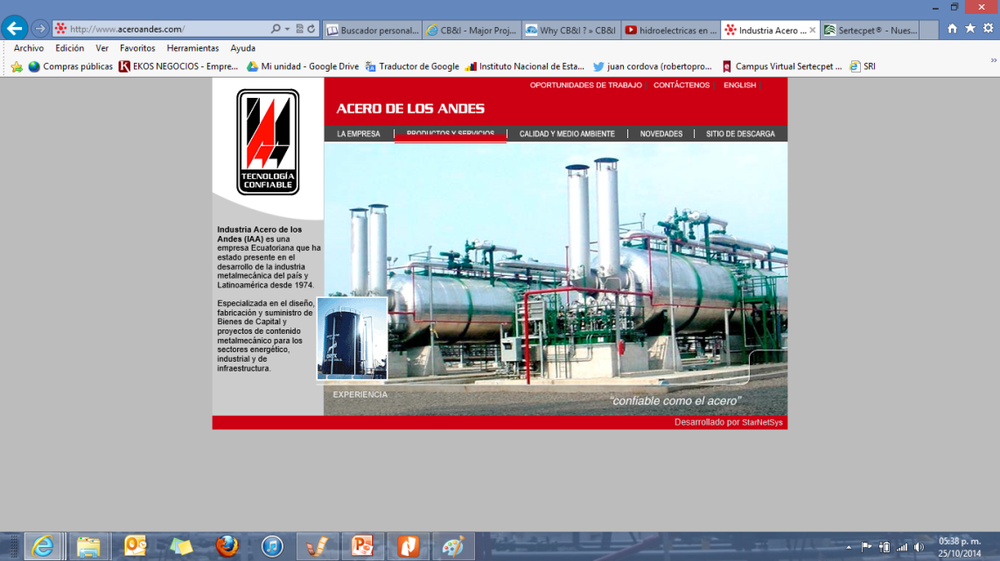 http://www.aceroandes.com/
Buscador personal...
CB&I - Major Proj...
Why CB&I ? » CB&I
hidroelectricas en ...
Industria Acero ...
Sertecpet® - Nues...
Archivo Edición Ver Favoritos Herramientas Ayuda
Compras públicas EKOS NEGOCIOS - Empre... Mi unidad - Google Drive Traductor de Google Instituto Nacional de Esta... juan cordova (robertopro... Campus Virtual Sertecpet ... SRI
OPORTUNIDADES DE TRABAJO | CONTÁCTENOS | ENGLISH |
ACERO DE LOS ANDES
LA EMPRESA | PRODUCTOS Y SERVICIOS | CALIDAD Y MEDIO AMBIENTE | NOVEDADES | SITIO DE DESCARGA
TECNOLOGÍA
CONFIABLE
Industria Acero de los
Andes (IAA) es una
empresa Ecuatoriana que ha
estado presente en el
desarrollo de la industria
metalmecánica del país y
Latinoamérica desde 1974.
Especializada en el diseño,
fabricación y suministro de
Bienes de Capital y
proyectos de contenido
metalmecánico para los
sectores energético,
industrial y de
infraestructura.
EXPERIENCIA
"confiable como el acero"
Desarrollado por StarNetSys
05:38 p. m.
25/10/2014